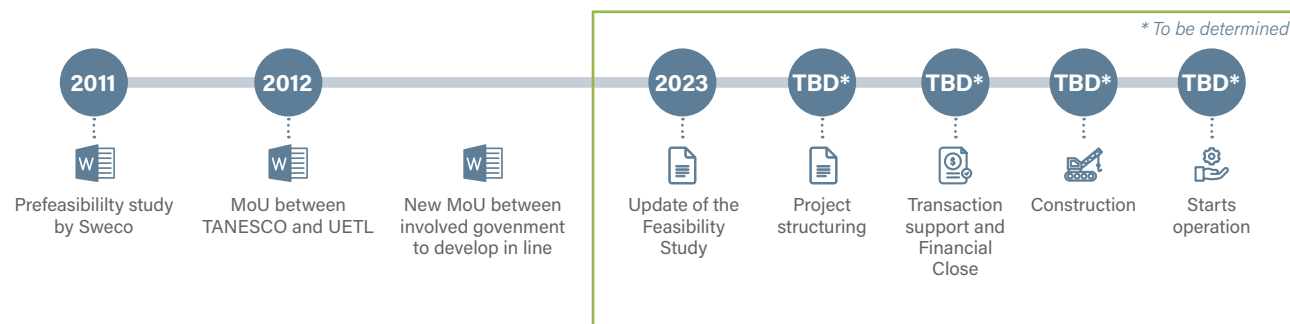 * To be determined
2011
2012
2023
TBD*
TBD*
TBD*
TBD*
W
W
W
$
Prefeasibililty study
by Sweco
MoU between
TANESCO and UETL
New MoU between
involved govenment
to develop in line
Update of the
Feasibility
Study
Project
structuring
Transaction
support and
Financial
Close
Construction
Starts
operation